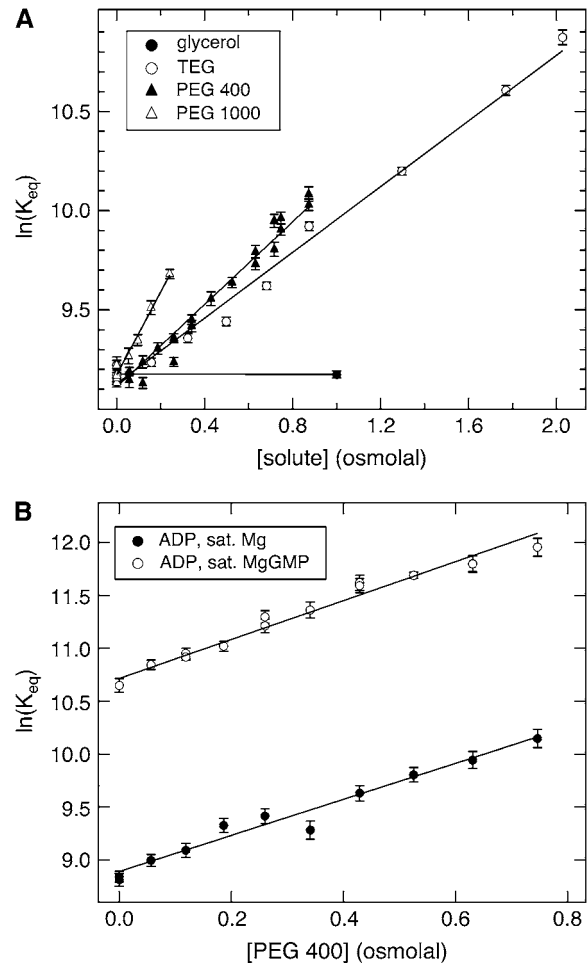 A
glycerol
TEG
PEG 400
PEG 1000
10.5
10.0
9.5
ln(K_eq)
0.0 0.4 0.8 1.2 1.6 2.0
[solute] (osmolal)
B
ADP, sat. Mg
ADP, sat. MgGMP
12.0
11.5
11.0
10.5
10.0
9.5
9.0
ln(K_eq)
0.0 0.2 0.4 0.6 0.8
[PEG 400] (osmolal)